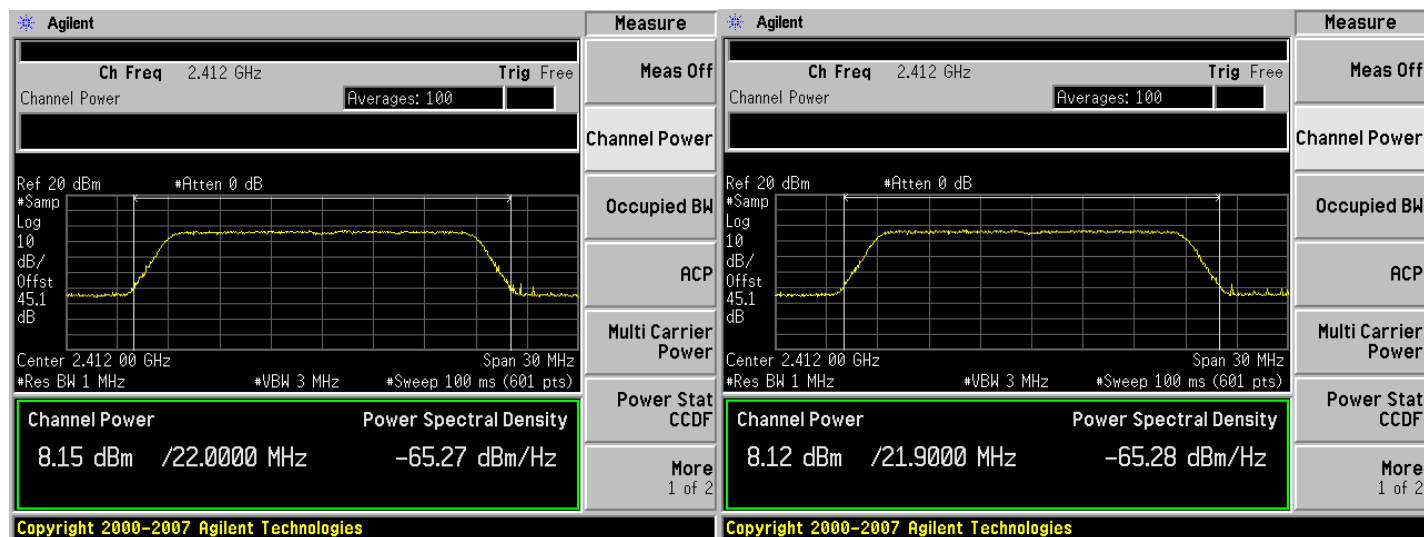 Agilent
Measure
Ch Freq 2.412 GHz Trig Free
Channel Power Averages: 100
Ref 20 dBm #Atten 0 dB
#Samp
Log
10
dB/
Offst
45.1
dB
Center 2.412 00 GHz Span 30 MHz
#Res BW 1 MHz #VBW 3 MHz #Sweep 100 ms (601 pts)
Channel Power Power Spectral Density
8.15 dBm /22.0000 MHz -65.27 dBm/Hz
Copyright 2000-2007 Agilent Technologies
Meas Off
Channel Power
Occupied BW
ACP
Multi Carrier
Power
Power Stat
CCDF
More
1 of 2
Agilent
Measure
Ch Freq 2.412 GHz Trig Free
Channel Power Averages: 100
Ref 20 dBm #Atten 0 dB
#Samp
Log
10
dB/
Offst
45.1
dB
Center 2.412 00 GHz Span 30 MHz
#Res BW 1 MHz #VBW 3 MHz #Sweep 100 ms (601 pts)
Channel Power Power Spectral Density
8.12 dBm /21.9000 MHz -65.28 dBm/Hz
Copyright 2000-2007 Agilent Technologies
Meas Off
Channel Power
Occupied BW
ACP
Multi Carrier
Power
Power Stat
CCDF
More
1 of 2